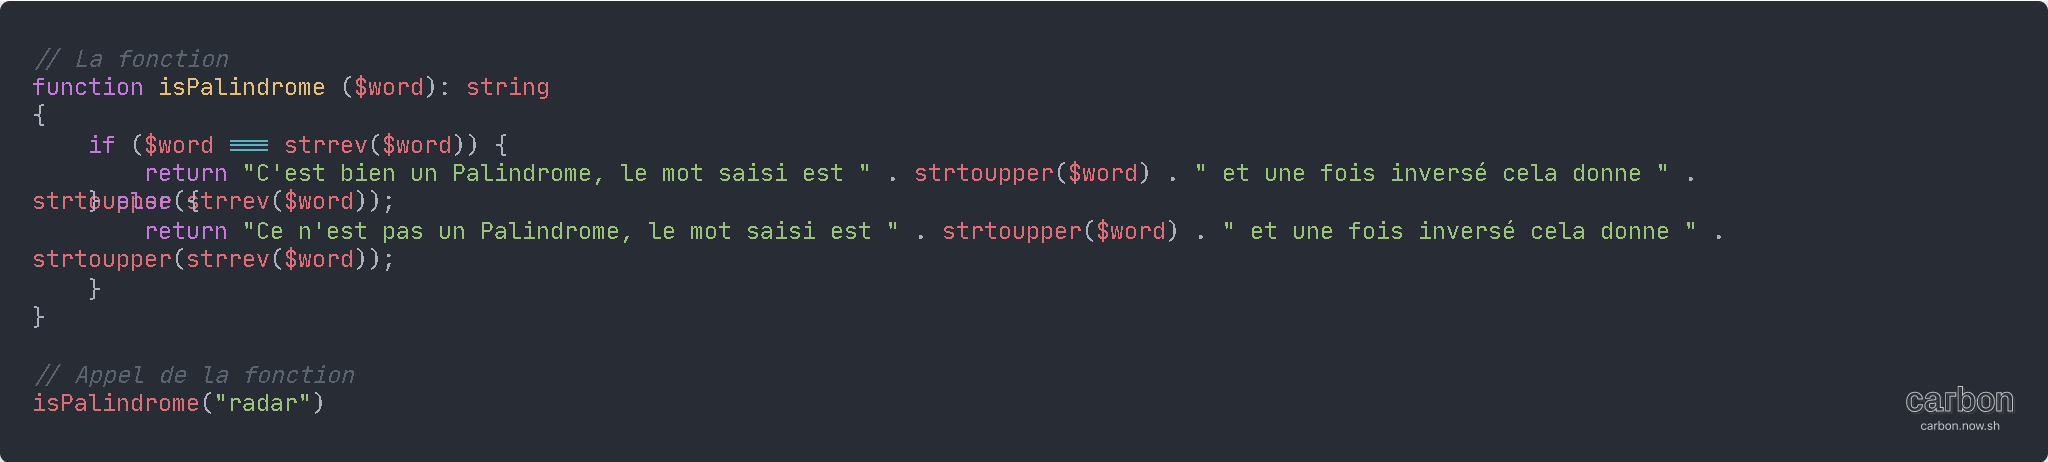 // La fonction
function isPalindrome ($word): string
{
    if ($word === strrev($word)) {
        return "C'est bien un Palindrome, le mot saisi est " . strtoupper($word) . " et une fois inversé cela donne " .
strtoupper(strrev($word));
    } else {
        return "Ce n'est pas un Palindrome, le mot saisi est " . strtoupper($word) . " et une fois inversé cela donne " .
strtoupper(strrev($word));
    }
}
// Appel de la fonction
isPalindrome("radar")
carbon
carbon.now.sh